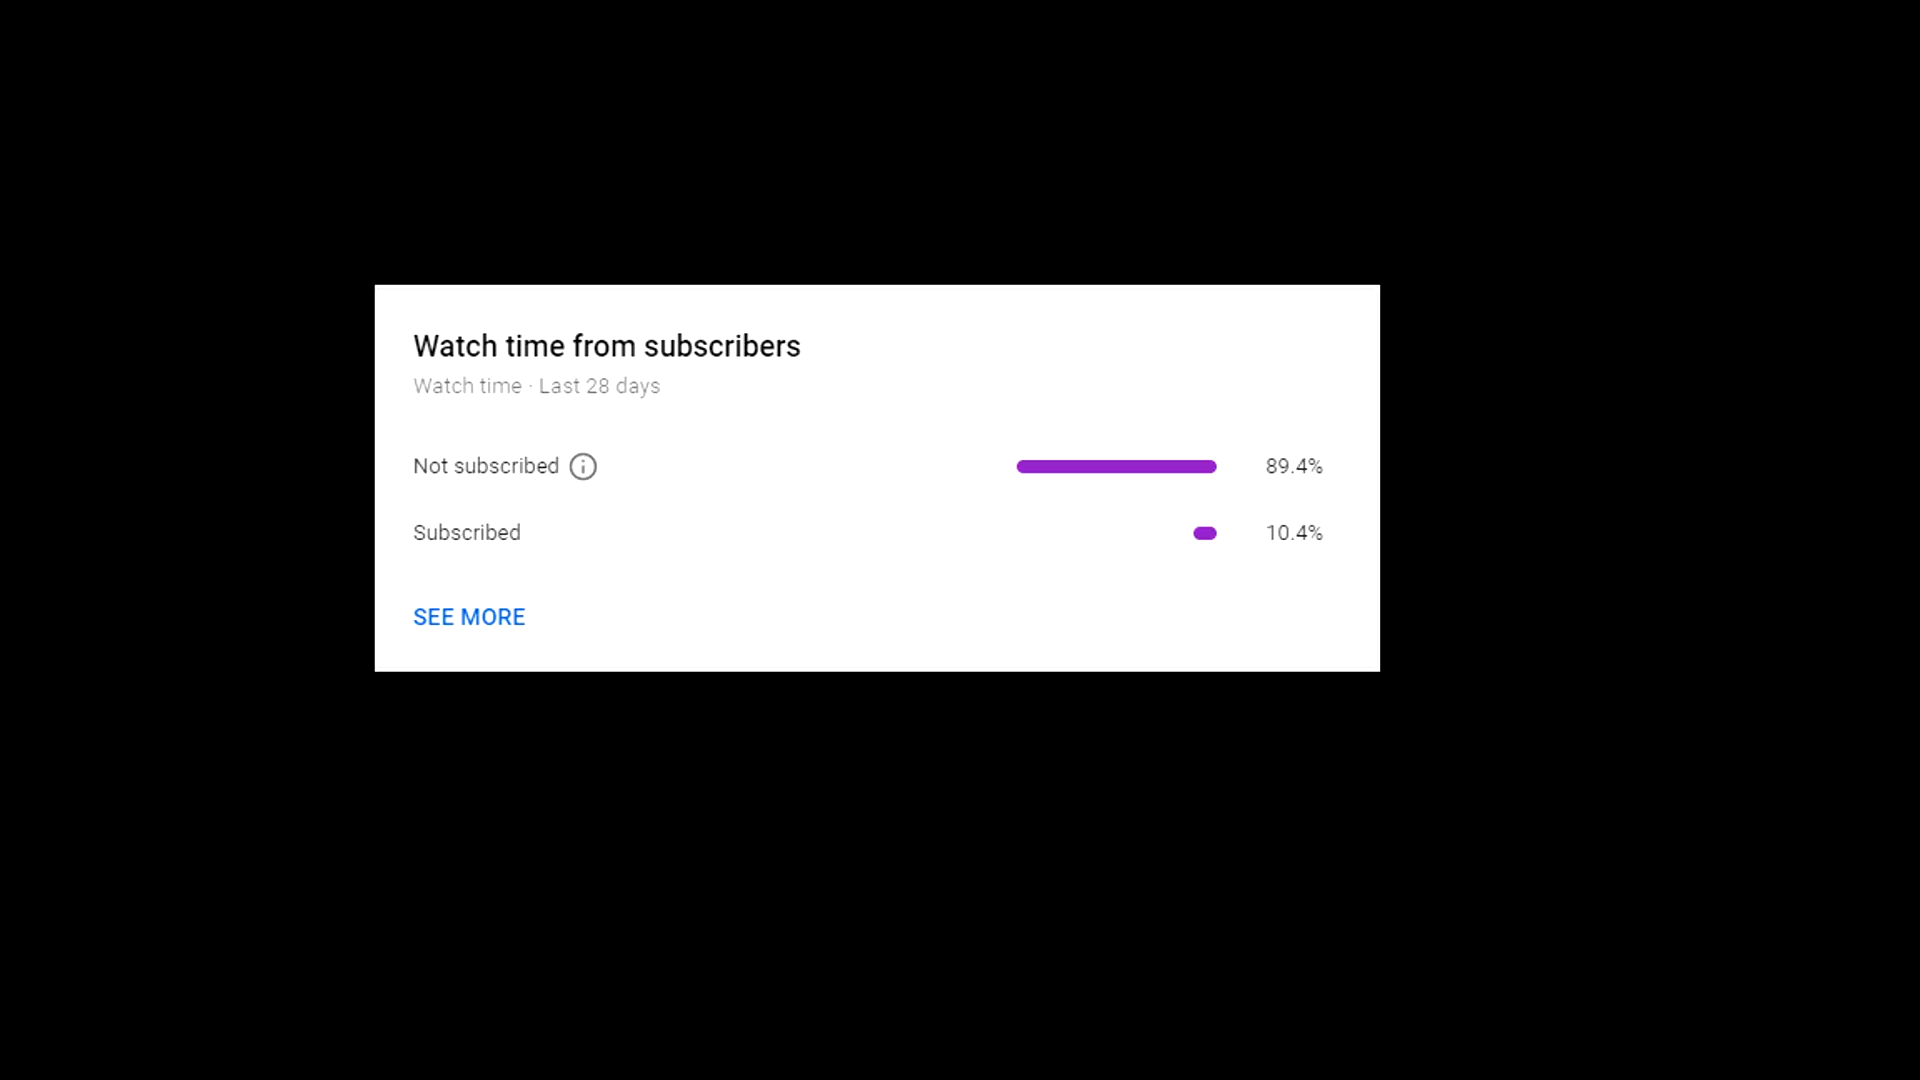 Watch time from subscribers
Watch time · Last 28 days
Not subscribed 89.4%
Subscribed 10.4%
SEE MORE